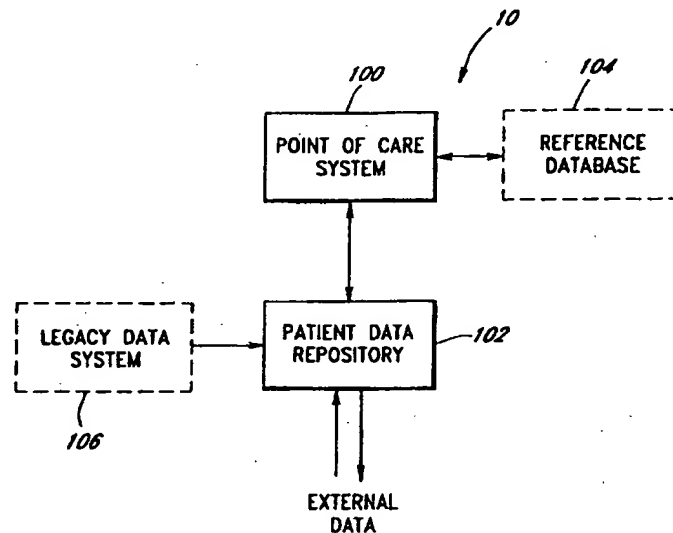 10
100
104
POINT OF CARE
SYSTEM
REFERENCE
DATABASE
LEGACY DATA
SYSTEM
PATIENT DATA
REPOSITORY
102
106
EXTERNAL
DATA